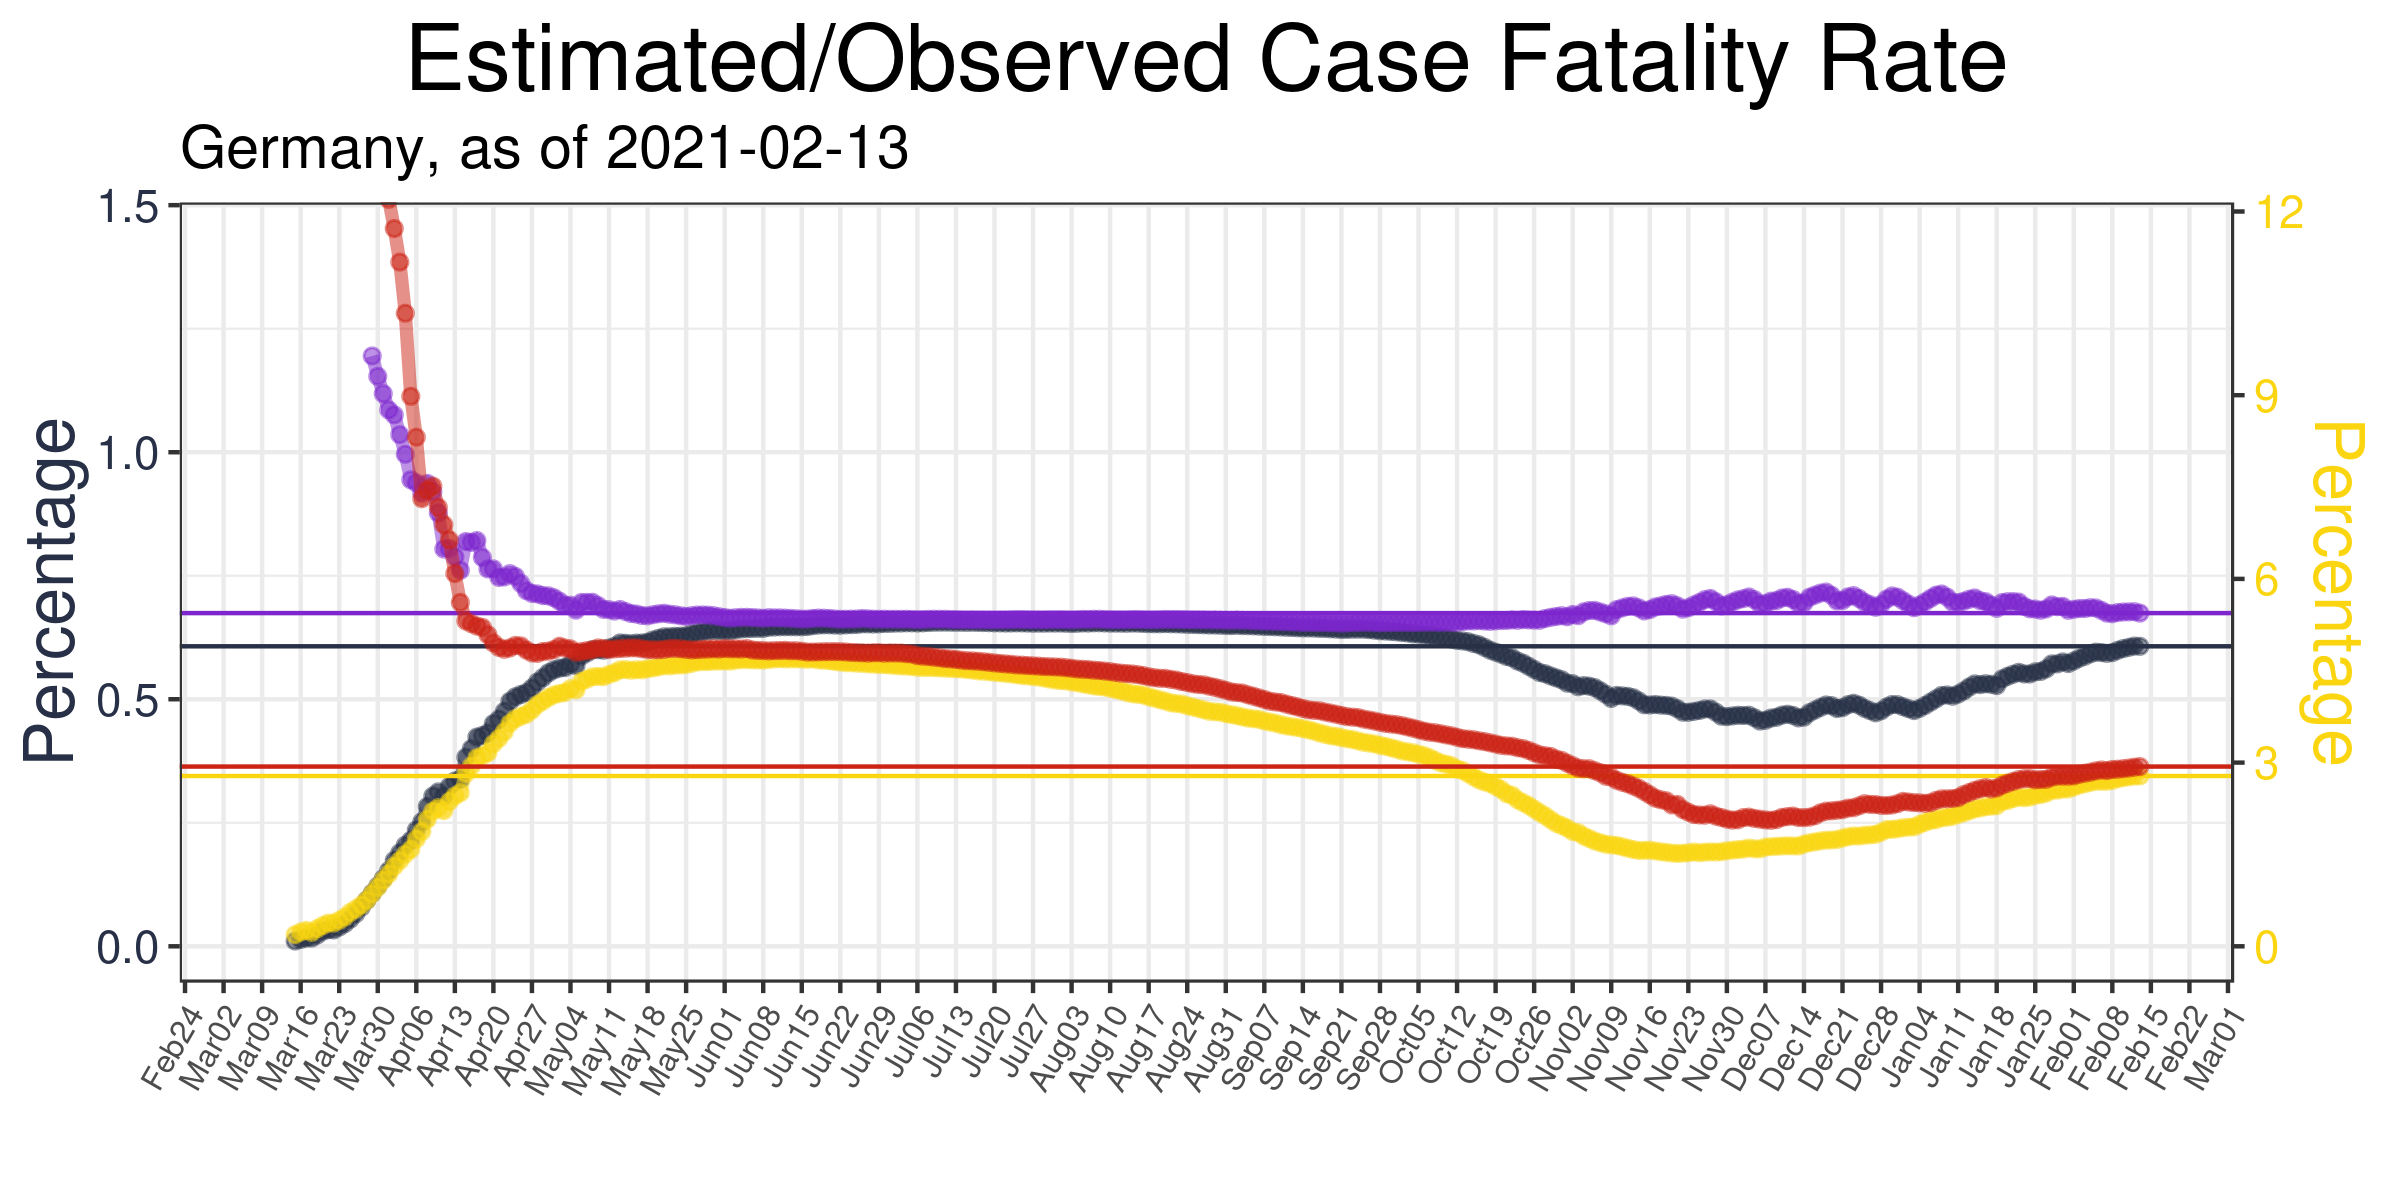 Estimated/Observed Case Fatality Rate
Germany, as of 2021-02-13
Percentage
1.5
1.0
0.5
0.0
12
9
6
3
0
Percentage
Feb24
Mar02
Mar09
Mar16
Mar23
Mar30
Apr06
Apr13
Apr20
Apr27
May04
May11
May18
May25
Jun01
Jun08
Jun15
Jun22
Jun29
Jul06
Jul13
Jul20
Jul27
Aug03
Aug10
Aug17
Aug24
Aug31
Sep07
Sep14
Sep21
Sep28
Oct05
Oct12
Oct19
Oct26
Nov02
Nov09
Nov16
Nov23
Nov30
Dec07
Dec14
Dec21
Dec28
Jan04
Jan11
Jan18
Jan25
Feb01
Feb08
Feb15
Feb22
Mar01